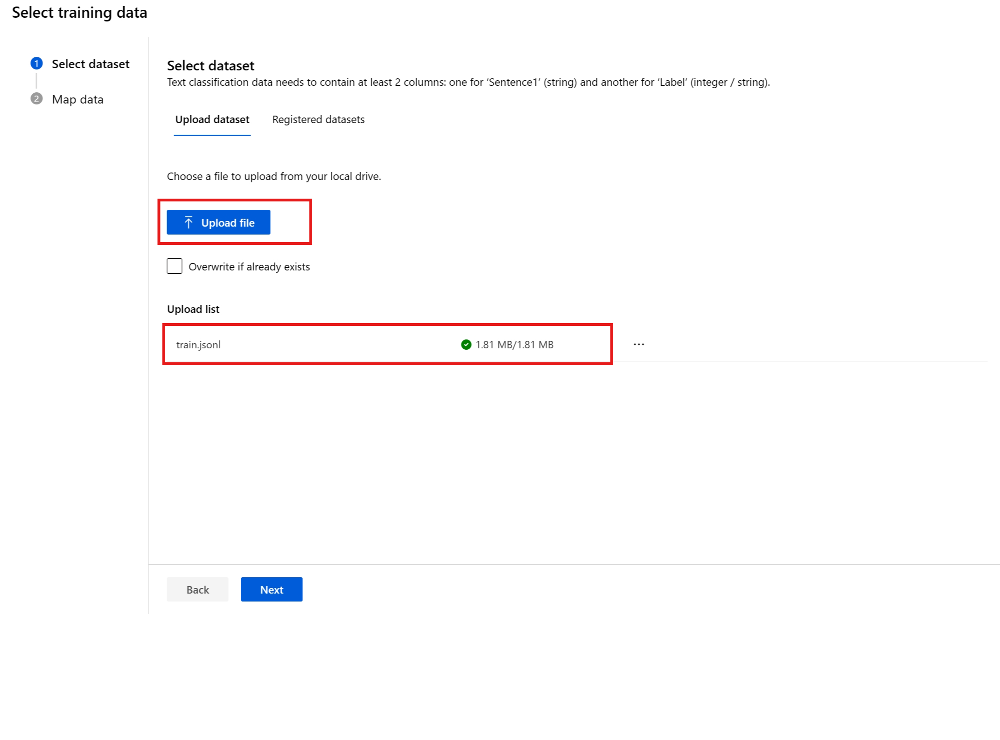 Select training data
1 Select dataset
2 Map data
Select dataset
Text classification data needs to contain at least 2 columns: one for ‘Sentence1’ (string) and another for ‘Label’ (integer / string).
Upload dataset Registered datasets
Choose a file to upload from your local drive.
Upload file
Overwrite if already exists
Upload list
train.jsonl 1.81 MB/1.81 MB ...
Back Next